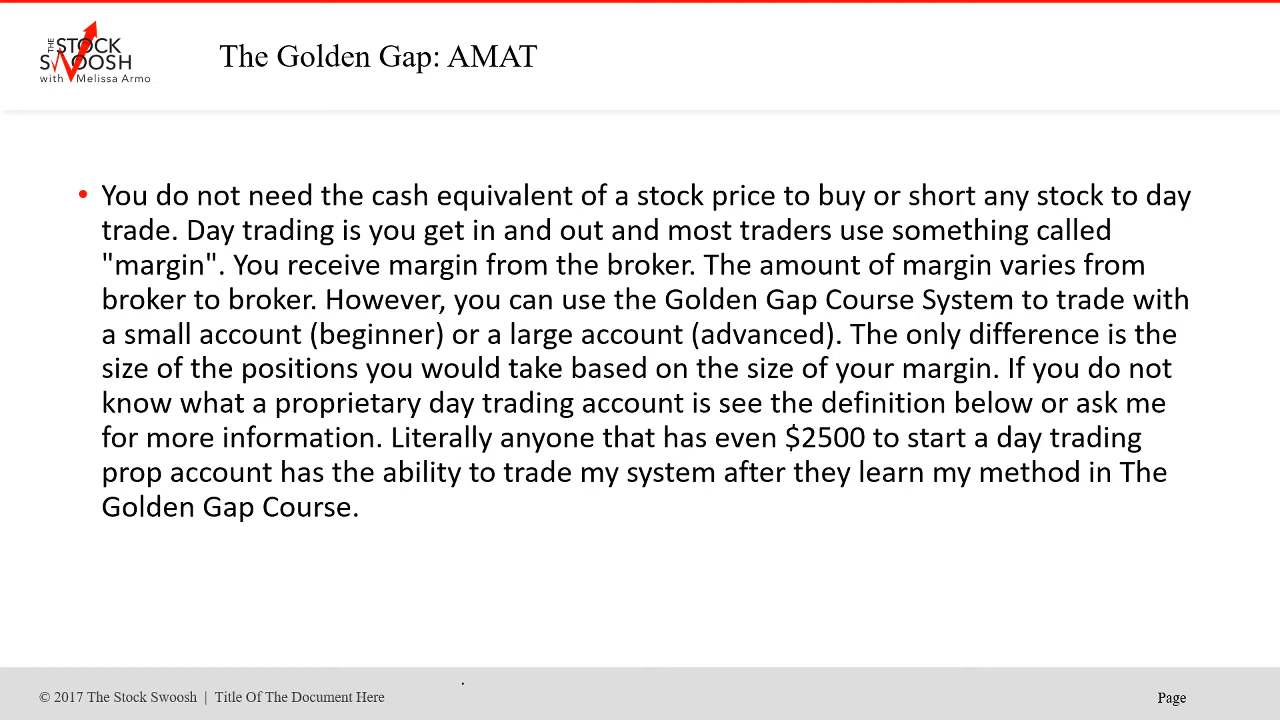 THE STOCK
SWOOSH
with Melissa Armo
The Golden Gap: AMAT
• You do not need the cash equivalent of a stock price to buy or short any stock to day
trade. Day trading is you get in and out and most traders use something called
"margin". You receive margin from the broker. The amount of margin varies from
broker to broker. However, you can use the Golden Gap Course System to trade with
a small account (beginner) or a large account (advanced). The only difference is the
size of the positions you would take based on the size of your margin. If you do not
know what a proprietary day trading account is see the definition below or ask me
for more information. Literally anyone that has even $2500 to start a day trading
prop account has the ability to trade my system after they learn my method in The
Golden Gap Course.
.
© 2017 The Stock Swoosh | Title Of The Document Here
Page